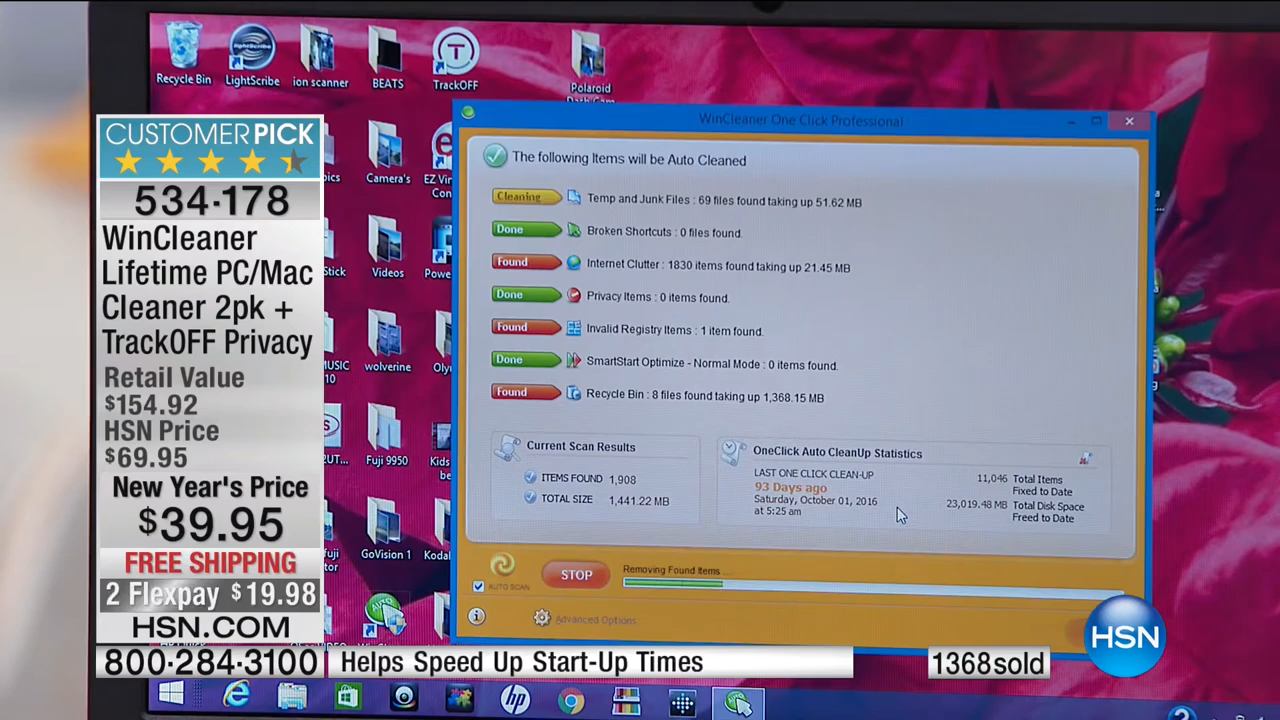 Recycle Bin
LightScribe
ion scanner
BEATS
TrackOFF
Polaroid
WinCleaner One Click Professional
CUSTOMER PICK
534-178
WinCleaner
Lifetime PC/Mac
Cleaner 2pk +
TrackOFF Privacy
Retail Value
$154.92
HSN Price
$69.95
New Year's Price
$39.95
FREE SHIPPING
2 Flexpay $19.98
HSN.COM
800-284-3100
Helps Speed Up Start-Up Times
1368sold
HSN
Camera's
Videos
wolverine
Fuji 9950
GoVision 1
The following Items will be Auto Cleaned
Cleaning Temp and Junk Files : 69 files found taking up 51.62 MB
Done Broken Shortcuts : 0 files found.
Found Internet Clutter : 1830 items found taking up 21.45 MB
Done Privacy Items : 0 items found.
Found Invalid Registry Items : 1 item found.
Done SmartStart Optimize - Normal Mode : 0 items found.
Found Recycle Bin : 8 files found taking up 1,368.15 MB
Current Scan Results
ITEMS FOUND 1,908
TOTAL SIZE 1,441.22 MB
OneClick Auto CleanUp Statistics
LAST ONE CLICK CLEAN-UP
93 Days ago
Saturday, October 01, 2016
at 5:25 am
11,046 Total Items
Fixed to Date
23,019.48 MB Total Disk Space
Freed to Date
AUTO SCAN
STOP
Removing Found Items ...
Advanced Options
hp